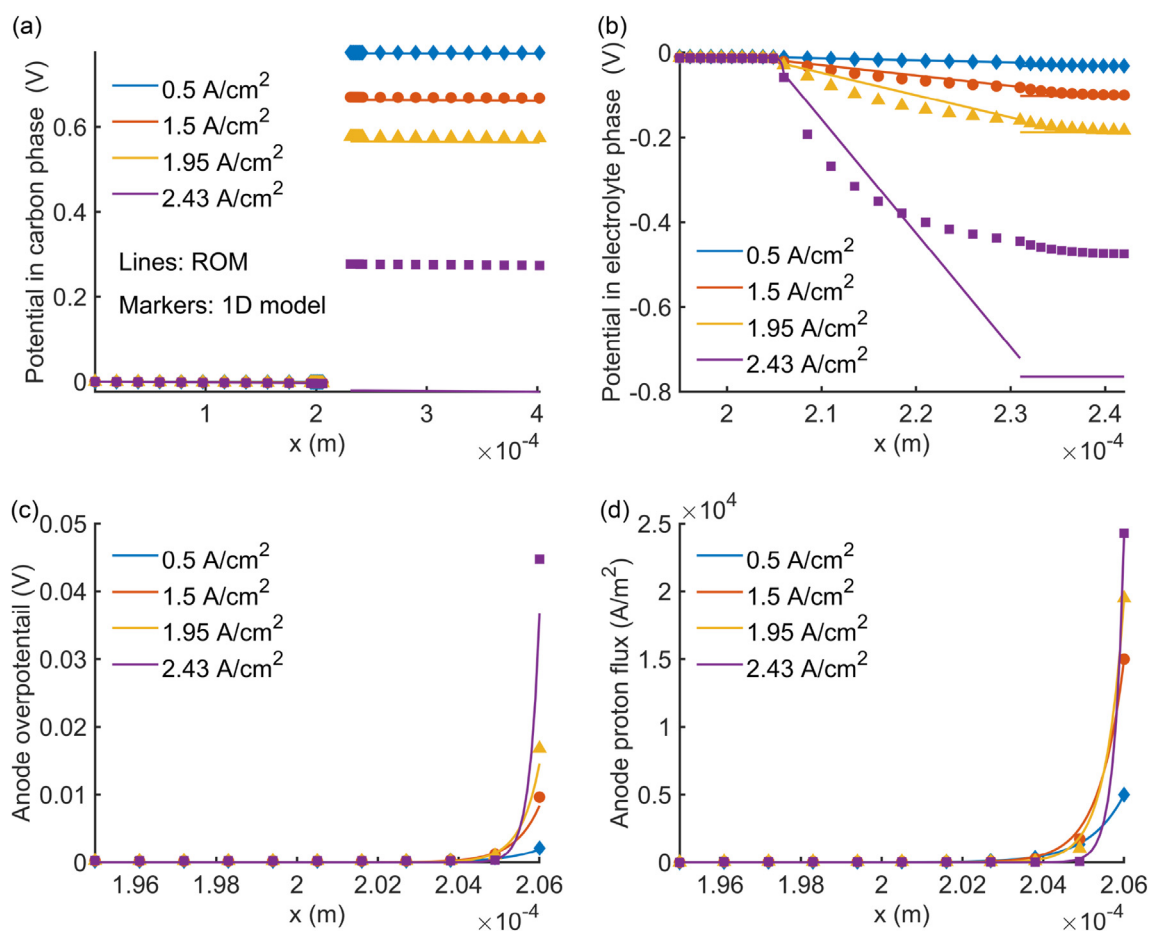 (a)
Potential in carbon phase (V)
0.6
0.4
0.2
0
0.5 A/cm²
1.5 A/cm²
1.95 A/cm²
2.43 A/cm²
Lines: ROM
Markers: 1D model
1 2 3 4
x (m)
×10⁻⁴
(b)
Potential in electrolyte phase (V)
0
-0.2
-0.4
-0.6
-0.8
0.5 A/cm²
1.5 A/cm²
1.95 A/cm²
2.43 A/cm²
2 2.1 2.2 2.3 2.4
x (m)
×10⁻⁴
(c)
Anode overpotentail (V)
0.05
0.04
0.03
0.02
0.01
0
0.5 A/cm²
1.5 A/cm²
1.95 A/cm²
2.43 A/cm²
1.96 1.98 2 2.02 2.04 2.06
x (m)
×10⁻⁴
(d)
×10⁴
Anode proton flux (A/m²)
2.5
2
1.5
1
0.5
0
0.5 A/cm²
1.5 A/cm²
1.95 A/cm²
2.43 A/cm²
1.96 1.98 2 2.02 2.04 2.06
x (m)
×10⁻⁴